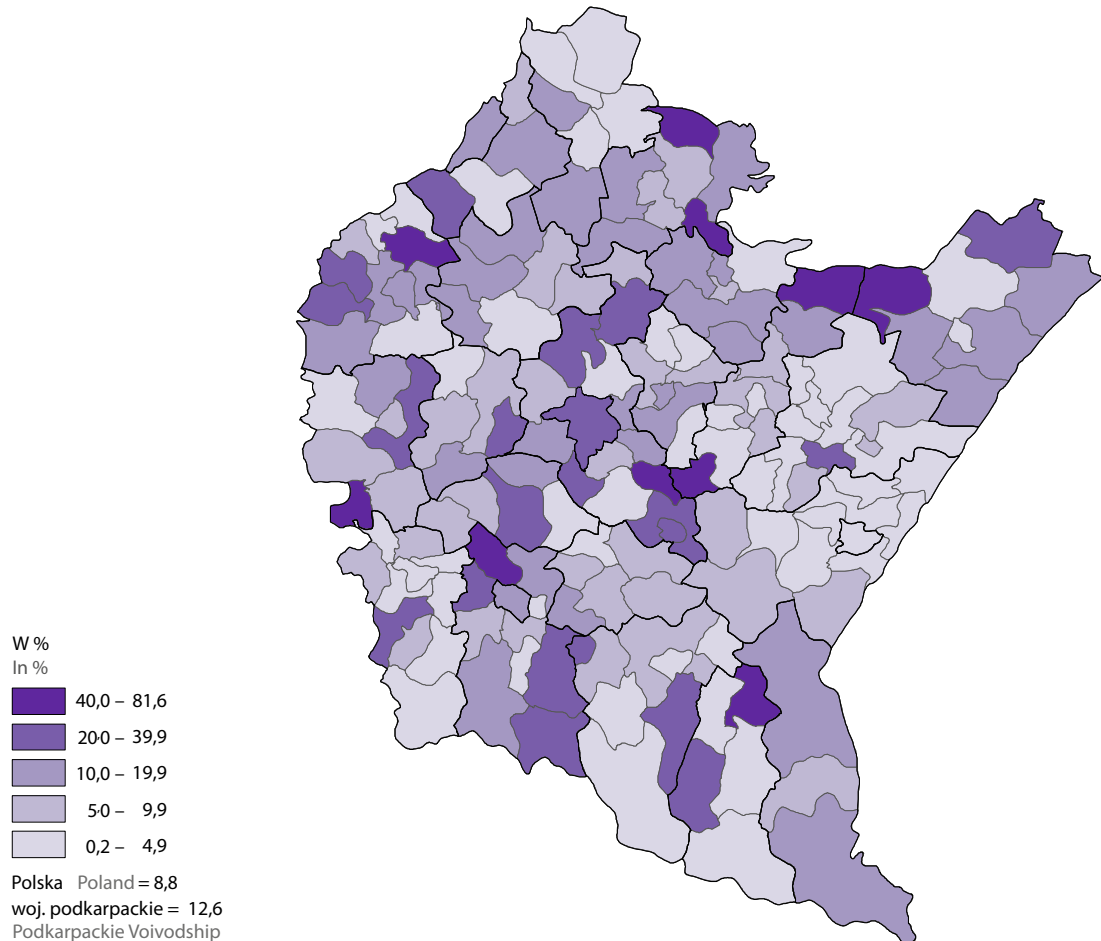 W %
In %
40,0 – 81,6
20·0 – 39,9
10,0 – 19,9
5·0 – 9,9
0,2 – 4,9
Polska Poland = 8,8
woj. podkarpackie = 12,6
Podkarpackie Voivodship